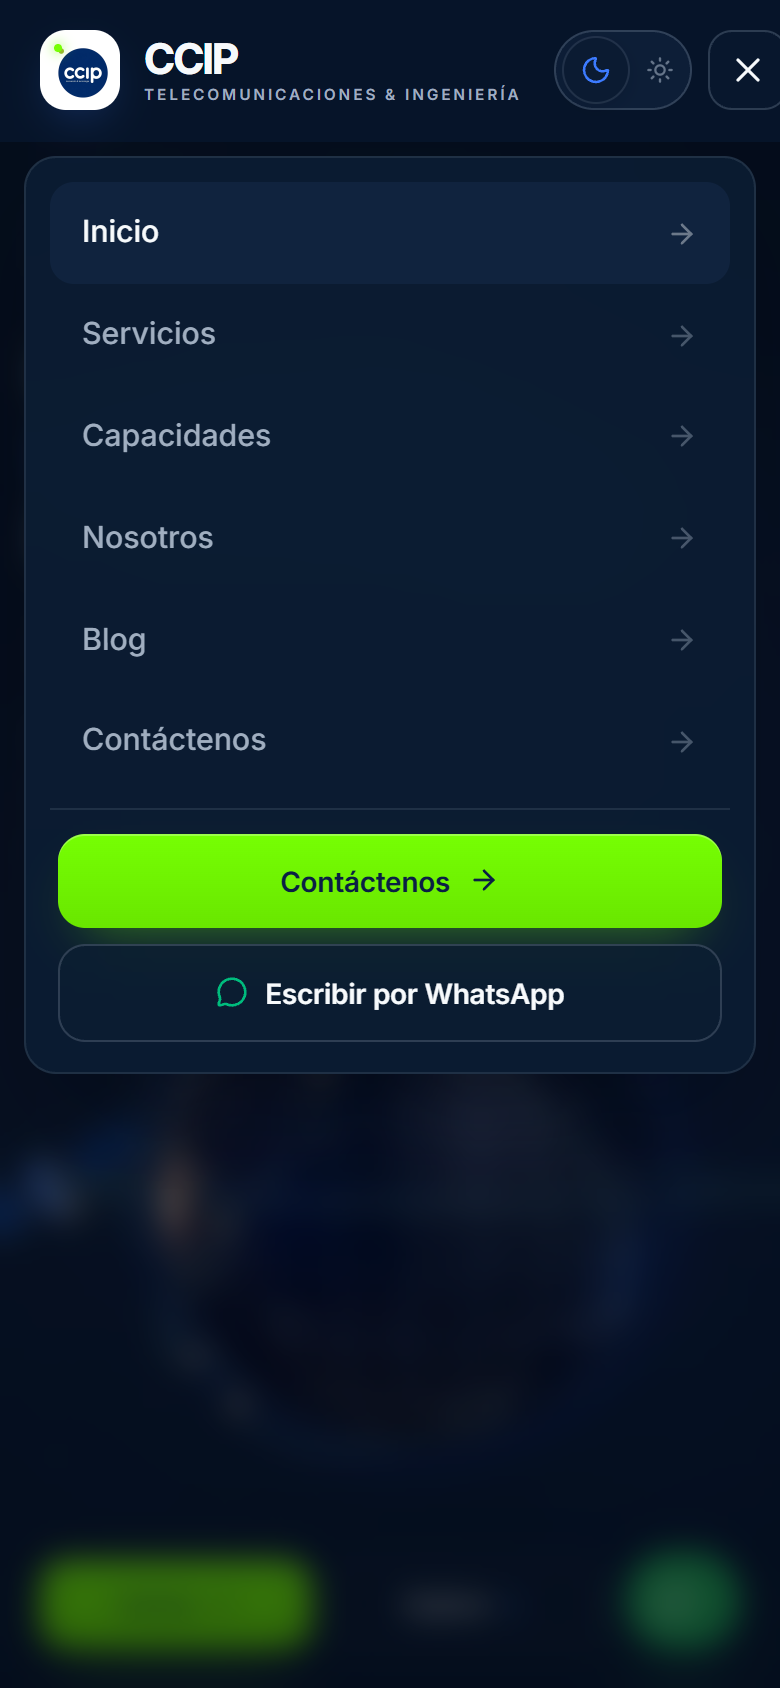 ccip
CCIP
TELECOMUNICACIONES & INGENIERÍA
Inicio
Servicios
Capacidades
Nosotros
Blog
Contáctenos
Contáctenos
Escribir por WhatsApp